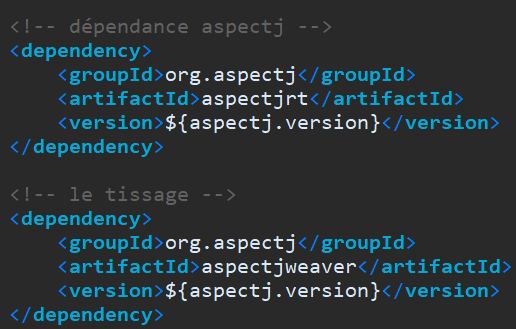 <!-- dépendance aspectj -->
<dependency>
    <groupId>org.aspectj</groupId>
    <artifactId>aspectjrt</artifactId>
    <version>${aspectj.version}</version>
</dependency>

<!-- le tissage -->
<dependency>
    <groupId>org.aspectj</groupId>
    <artifactId>aspectjweaver</artifactId>
    <version>${aspectj.version}</version>
</dependency>